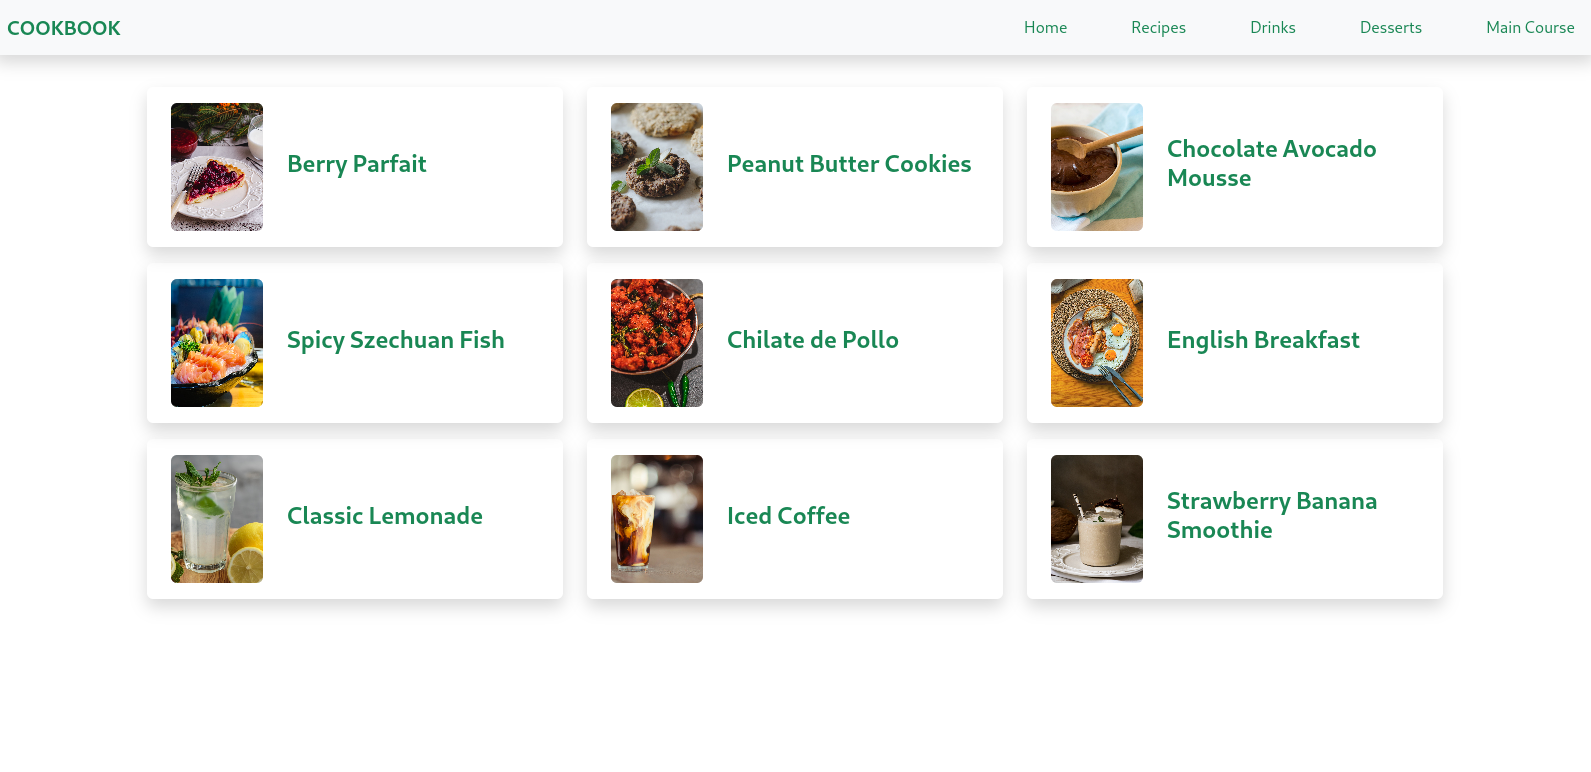 COOKBOOK
Home
Recipes
Drinks
Desserts
Main Course
Berry Parfait
Peanut Butter Cookies
Chocolate Avocado
Mousse
Spicy Szechuan Fish
Chilate de Pollo
English Breakfast
Classic Lemonade
Iced Coffee
Strawberry Banana
Smoothie